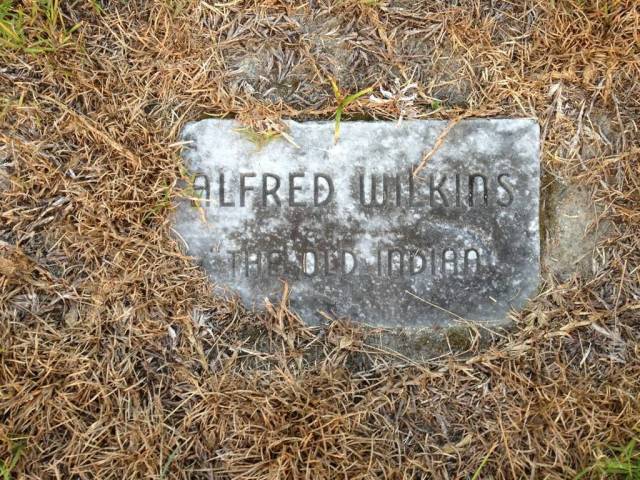 ALFRED WILKINS
THE OLD INDIAN